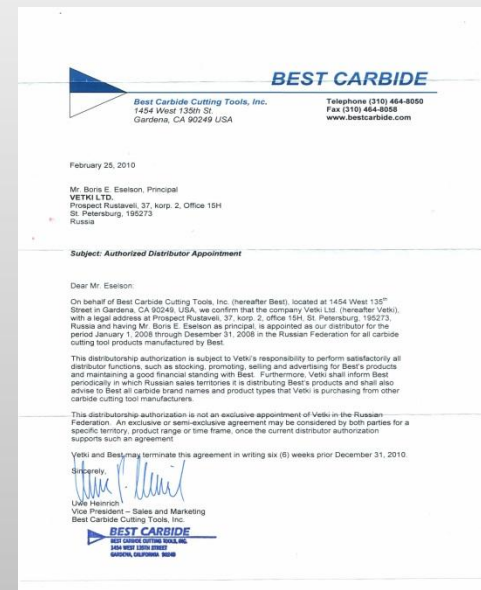 BEST CARBIDE
Best Carbide Cutting Tools, Inc.
1454 West 135th St.
Gardena, CA 90249 USA
Telephone (310) 464-8050
Fax (310) 464-8058
www.bestcarbide.com
February 25, 2010
Mr. Boris E. Eselson, Principal
VETKI LTD.
Prospect Rustaveli, 37, korp. 2, Office 15H
St. Petersburg, 195273
Russia
Subject: Authorized Distributor Appointment
Dear Mr. Eselson:
On behalf of Best Carbide Cutting Tools, Inc. (hereafter Best), located at 1454 West 135th
Street in Gardena, CA 90249, USA, we confirm that the company Vetki Ltd. (hereafter Vetki),
with a legal address at Prospect Rustaveli, 37, korp. 2, office 15H, St. Petersburg, 195273,
Russia and having Mr. Boris E. Eselson as principal, is appointed as our distributor for the
period January 1, 2008 through December 31, 2008 in the Russian Federation for all carbide
cutting tool products manufactured by Best.
This distributorship authorization is subject to Vetki's responsibility to perform satisfactorily all
distributor functions, such as stocking, promoting, selling and advertising for Best's products
and maintaining a good financial standing with Best. Furthermore, Vetki shall inform Best
periodically in which Russian sales territories it is distributing Best's products and shall also
advise to Best all carbide brand names and product types that Vetki is purchasing from other
carbide cutting tool manufacturers.
This distributorship authorization is not an exclusive appointment of Vetki in the Russian
Federation. An exclusive or semi-exclusive agreement may be considered by both parties for a
specific territory, product range or time frame, once the current distributor authorization
supports such an agreement
Vetki and Best may terminate this agreement in writing six (6) weeks prior December 31, 2010.
Sincerely,
Uwe Heinrich
Vice President – Sales and Marketing
Best Carbide Cutting Tools, Inc.
BEST CARBIDE
BEST CARBIDE CUTTING TOOLS, INC.
1454 WEST 135TH STREET
GARDENA, CALIFORNIA 90249